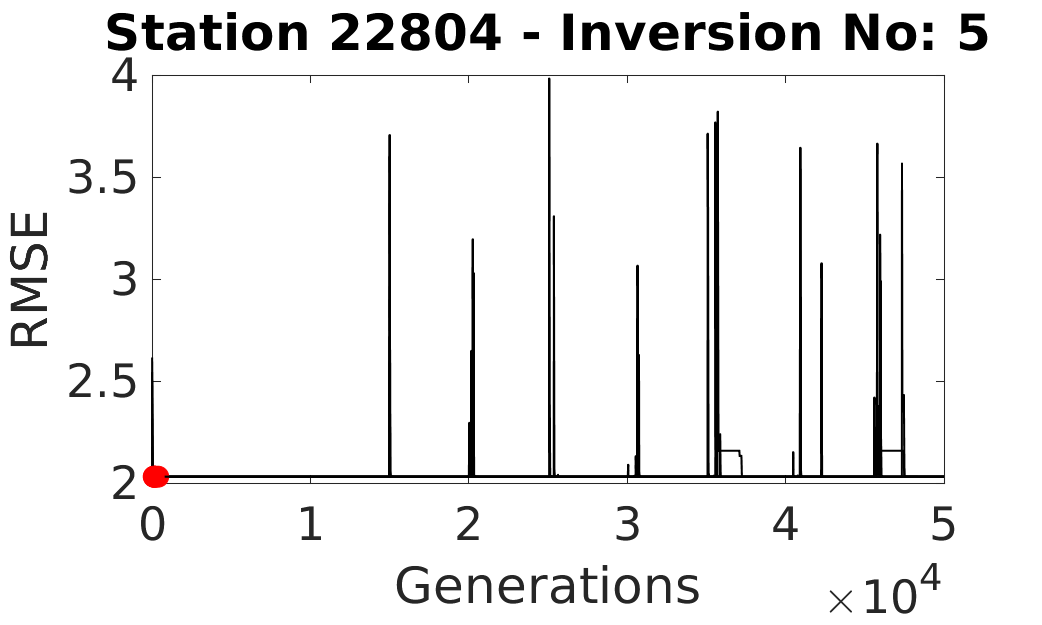 Station 22804 - Inversion No: 5
4
3.5
3
2.5
2
RMSE
0 1 2 3 4 5
Generations
×10⁴